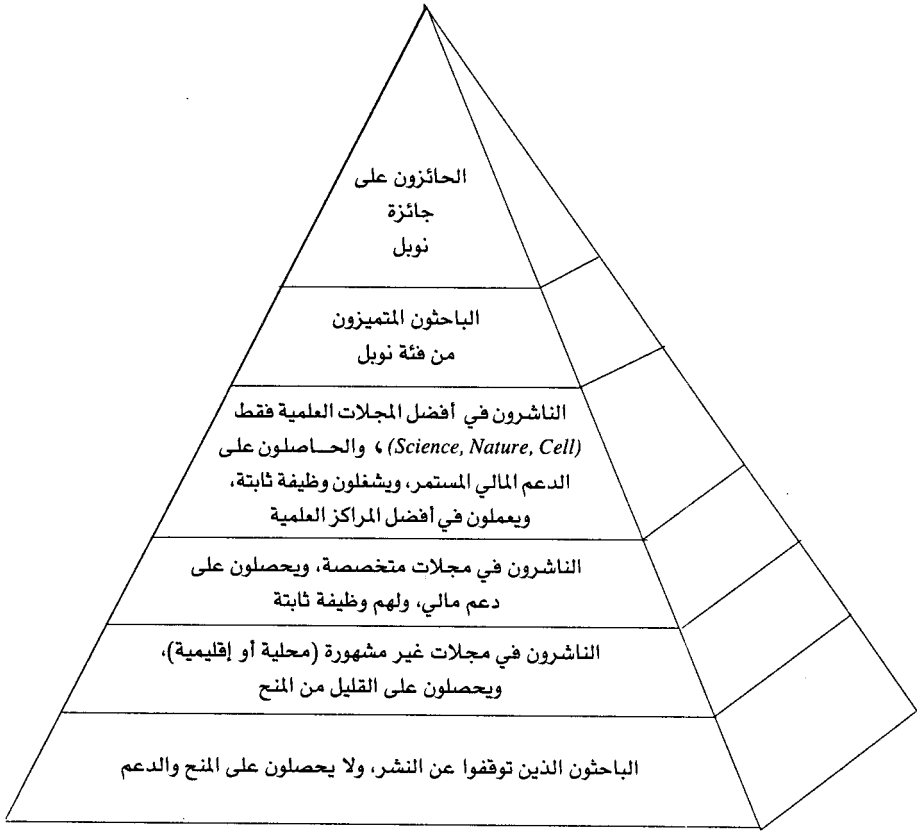 الحائزون على
جائزة
نوبل
الباحثون المتميزون
من فئة نوبل
الناشرون في أفضل المجلات العلمية فقط
(Science, Nature, Cell)، والحـــاصلون على
الدعم المالي المستمر، ويشغلون وظيفة ثابتة،
ويعملون في أفضل المراكز العلمية
الناشرون في مجلات متخصصة، ويحصلون على
دعم مالي، ولهم وظيفة ثابتة
الناشرون في مجلات غير مشهورة (محلية أو إقليمية)،
ويحصلون على القليل من المنح
الباحثون الذين توقفوا عن النشر، ولا يحصلون على المنح والدعم